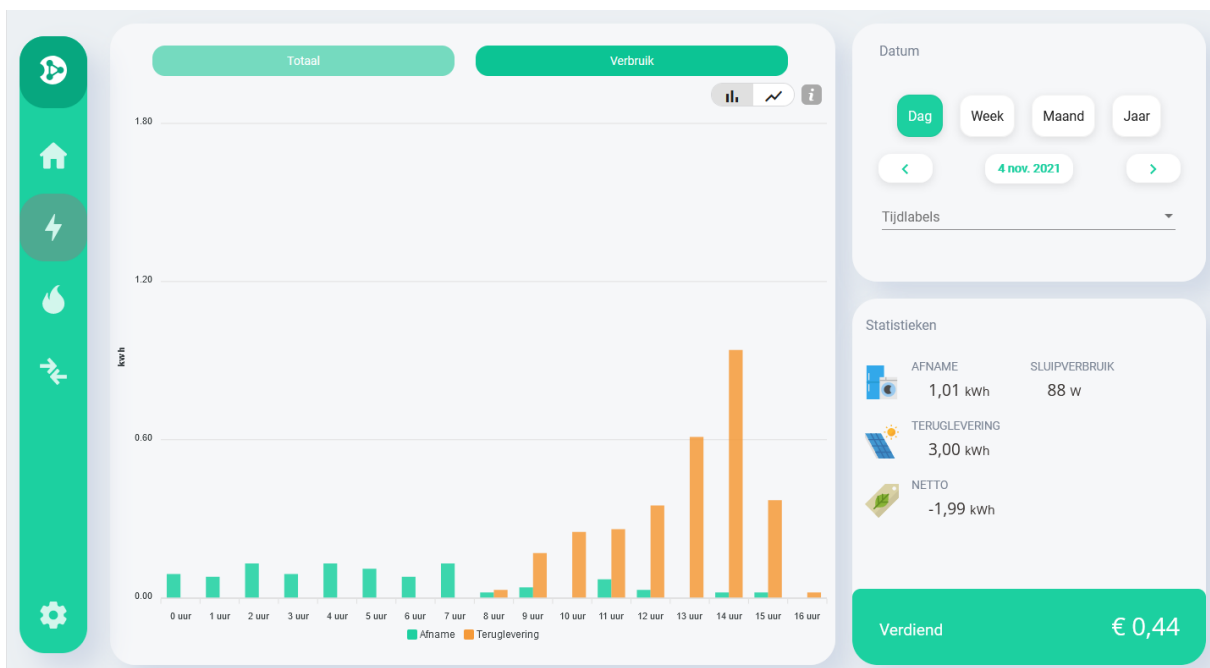 Totaal Verbruik
i
1.80
1.20
kwh
0.60
0.00
0 uur 1 uur 2 uur 3 uur 4 uur 5 uur 6 uur 7 uur 8 uur 9 uur 10 uur 11 uur 12 uur 13 uur 14 uur 15 uur 16 uur
Afname Teruglevering
Datum
Dag Week Maand Jaar
4 nov. 2021
Tijdlabels
Statistieken
AFNAME SLUIPVERBRUIK
1,01 kWh 88 W
TERUGLEVERING
3,00 kWh
NETTO
-1,99 kWh
Verdiend € 0,44